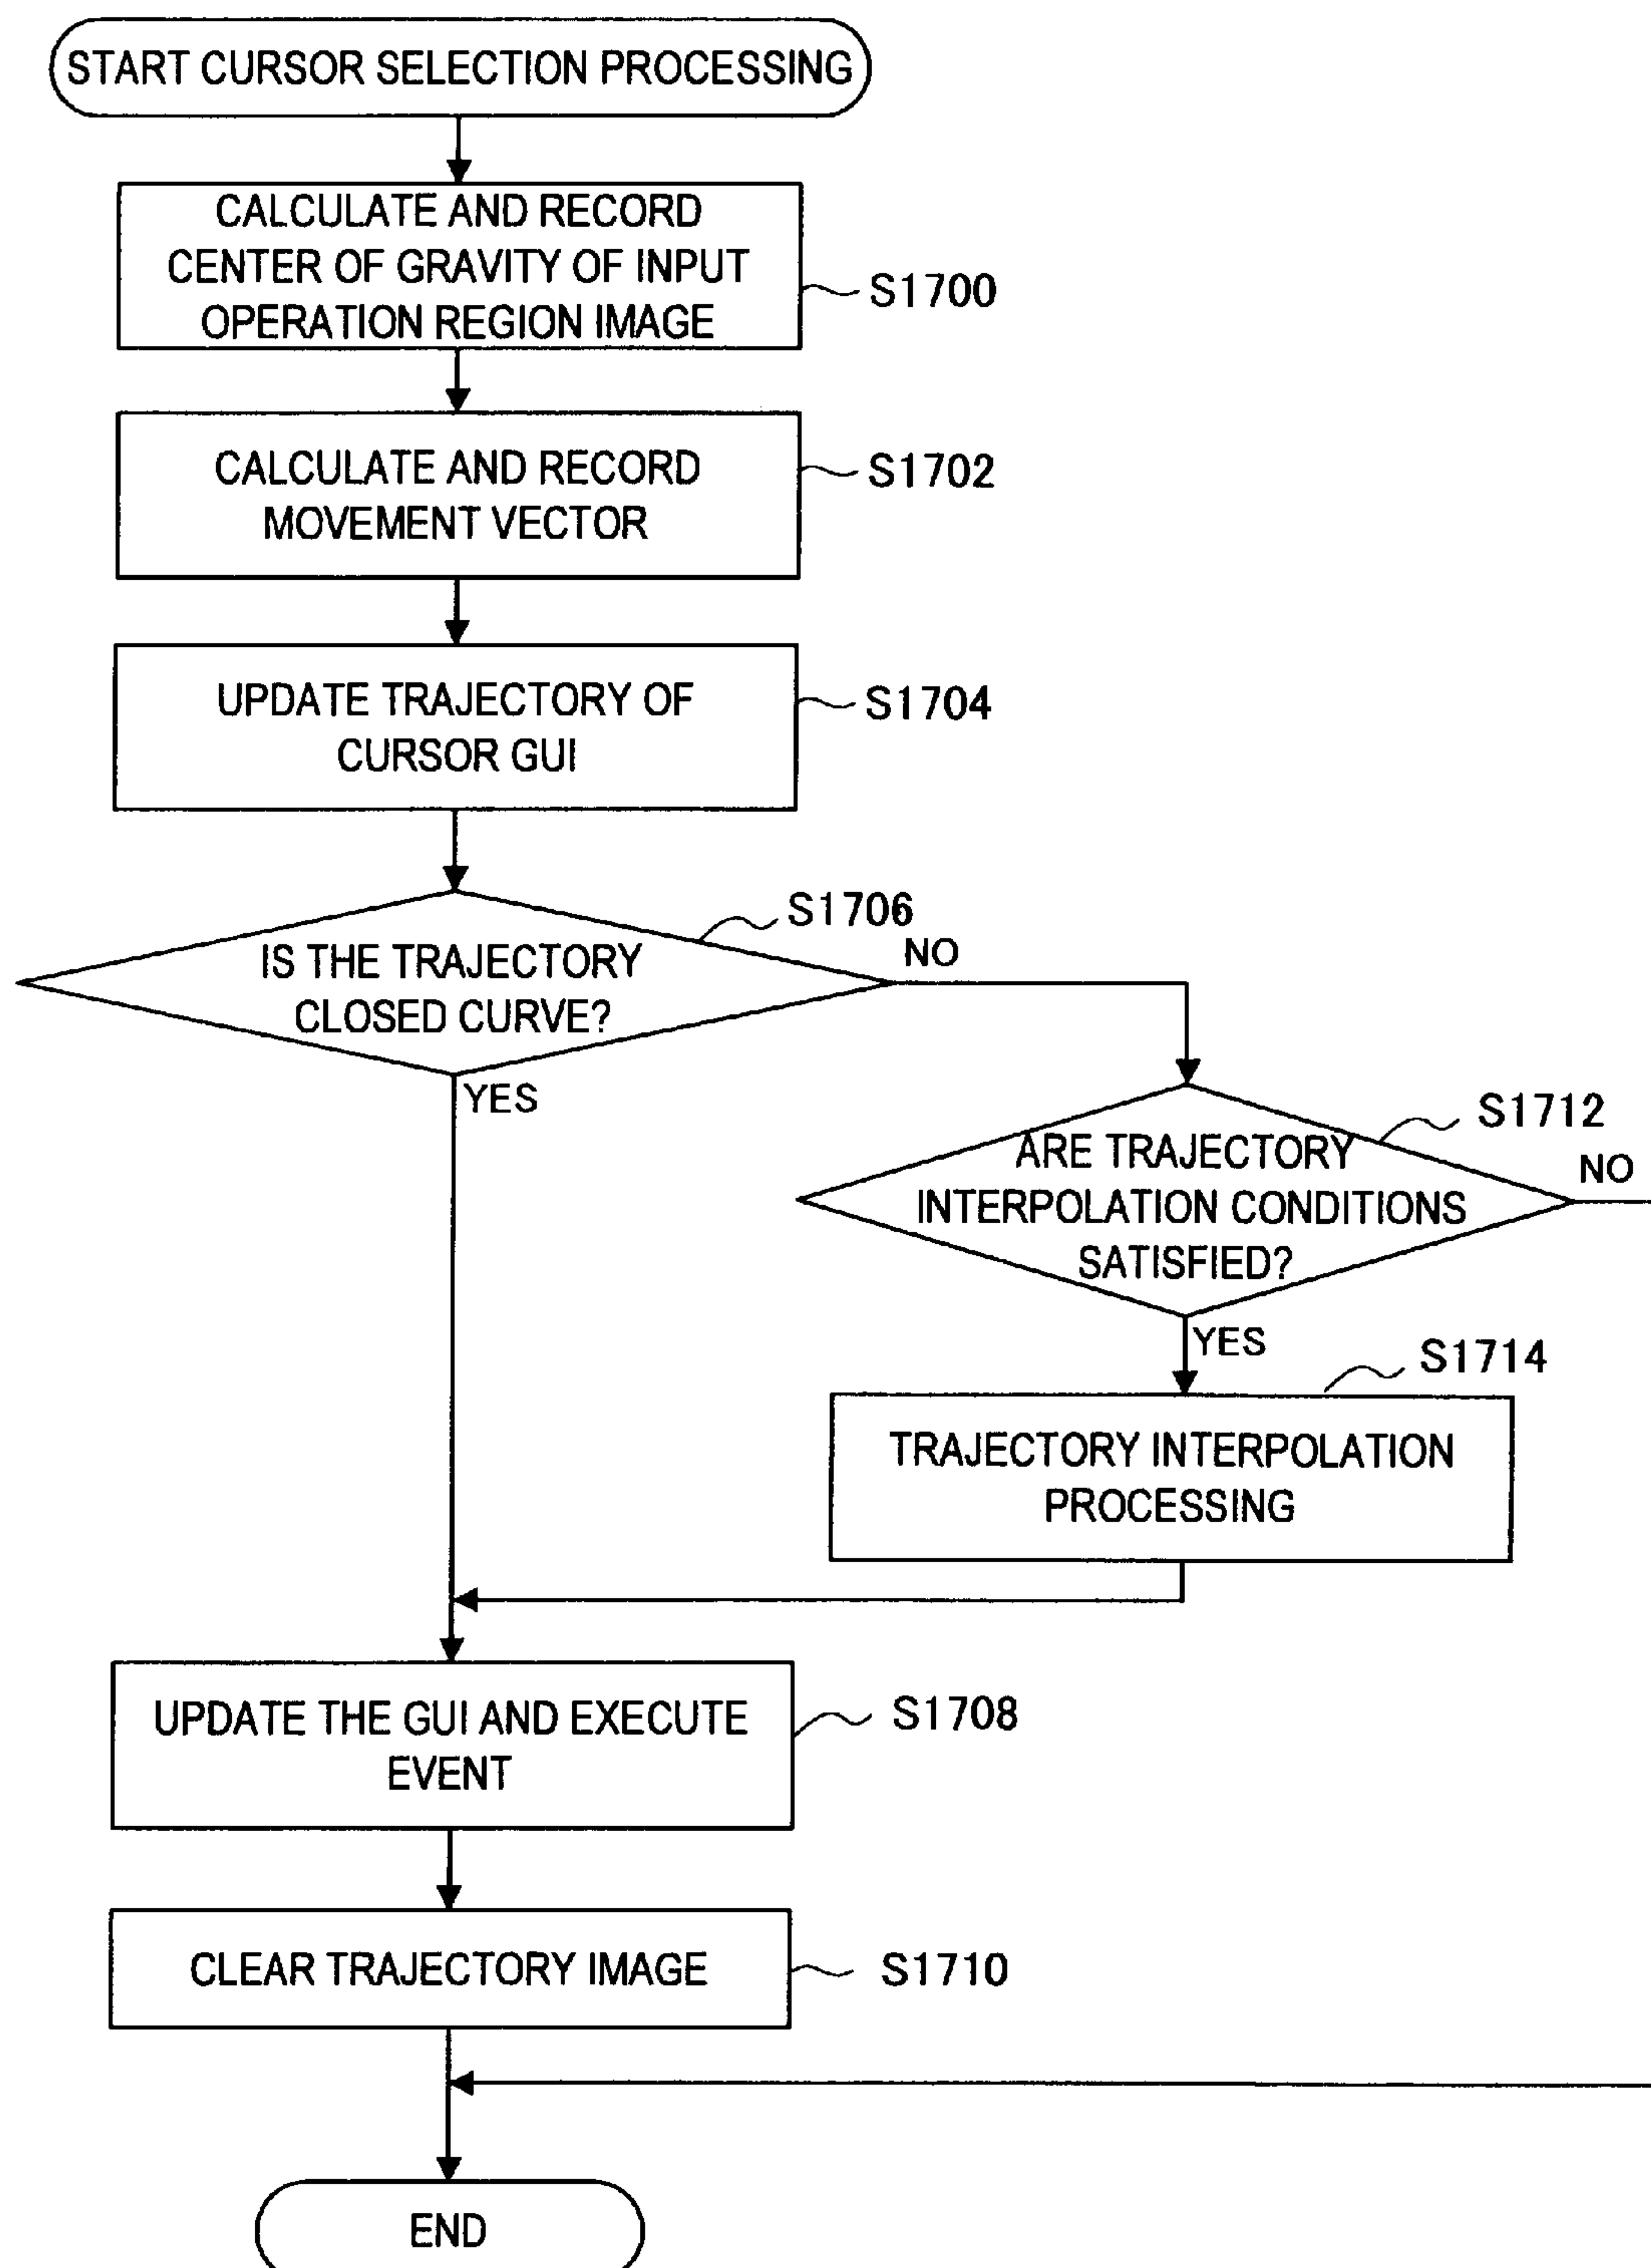 START CURSOR SELECTION PROCESSING
CALCULATE AND RECORD
CENTER OF GRAVITY OF INPUT
OPERATION REGION IMAGE
S1700
CALCULATE AND RECORD
MOVEMENT VECTOR
S1702
UPDATE TRAJECTORY OF
CURSOR GUI
S1704
S1706
IS THE TRAJECTORY
CLOSED CURVE?
NO
YES
S1712
ARE TRAJECTORY
INTERPOLATION CONDITIONS
SATISFIED?
NO
YES
S1714
TRAJECTORY INTERPOLATION
PROCESSING
UPDATE THE GUI AND EXECUTE
EVENT
S1708
CLEAR TRAJECTORY IMAGE
S1710
END